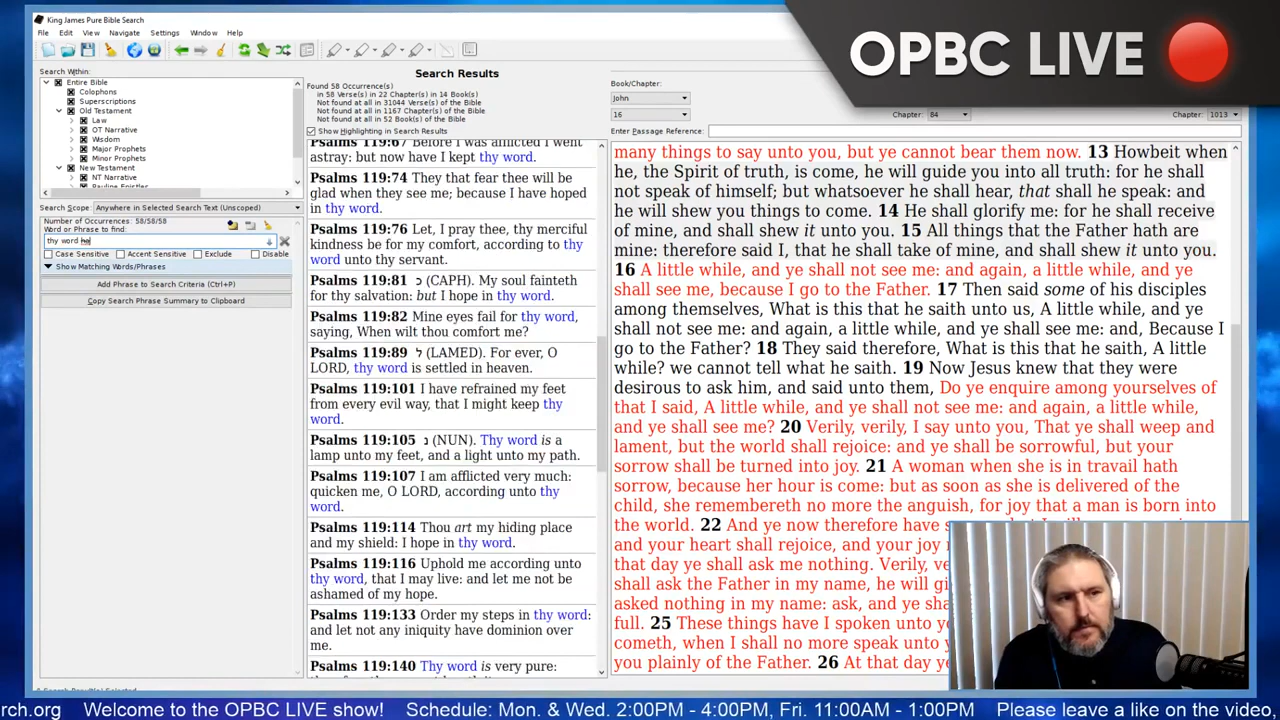 King James Pure Bible Search
OPBC LIVE
File Edit View Navigate Settings Window Help
Search Within:
Entire Bible
Colophons
Superscriptions
Old Testament
Law
OT Narrative
Wisdom
Major Prophets
Minor Prophets
New Testament
NT Narrative
Pauline Epistles
Search Scope: Anywhere in Selected Search Text (Unscoped)
Number of Occurrences: 58/58/58
Word or Phrase to find:
thy word
Case Sensitive Accent Sensitive Exclude Disable
Show Matching Words/Phrases
Add Phrase to Search Criteria (Ctrl+P)
Copy Search Phrase Summary to Clipboard
Search Results
Found 58 Occurrence(s)
in 58 Verse(s) in 22 Chapter(s) in 14 Book(s)
Not found at all in 31044 Verse(s) of the Bible
Not found at all in 1167 Chapter(s) of the Bible
Not found at all in 52 Book(s) of the Bible
Show Highlighting in Search Results
Psalms 119:67 Before I was afflicted I went
astray: but now have I kept thy word.
Psalms 119:74 They that fear thee will be
glad when they see me; because I have hoped
in thy word.
Psalms 119:76 Let, I pray thee, thy merciful
kindness be for my comfort, according to thy
word unto thy servant.
Psalms 119:81 כ (CAPH). My soul fainteth
for thy salvation: but I hope in thy word.
Psalms 119:82 Mine eyes fail for thy word,
saying, When wilt thou comfort me?
Psalms 119:89 ל (LAMED). For ever, O
LORD, thy word is settled in heaven.
Psalms 119:101 I have refrained my feet
from every evil way, that I might keep thy
word.
Psalms 119:105 נ (NUN). Thy word is a
lamp unto my feet, and a light unto my path.
Psalms 119:107 I am afflicted very much:
quicken me, O LORD, according unto thy
word.
Psalms 119:114 Thou art my hiding place
and my shield: I hope in thy word.
Psalms 119:116 Uphold me according unto
thy word, that I may live: and let me not be
ashamed of my hope.
Psalms 119:133 Order my steps in thy word:
and let not any iniquity have dominion over
me.
Psalms 119:140 Thy word is very pure:
Book/Chapter:
John
16 Chapter: 84 Chapter: 1013
Enter Passage Reference:
many things to say unto you, but ye cannot bear them now. 13 Howbeit when
he, the Spirit of truth, is come, he will guide you into all truth: for he shall
not speak of himself; but whatsoever he shall hear, that shall he speak: and
he will shew you things to come. 14 He shall glorify me: for he shall receive
of mine, and shall shew it unto you. 15 All things that the Father hath are
mine: therefore said I, that he shall take of mine, and shall shew it unto you.
16 A little while, and ye shall not see me: and again, a little while, and ye
shall see me, because I go to the Father. 17 Then said some of his disciples
among themselves, What is this that he saith unto us, A little while, and ye
shall not see me: and again, a little while, and ye shall see me: and, Because I
go to the Father? 18 They said therefore, What is this that he saith, A little
while? we cannot tell what he saith. 19 Now Jesus knew that they were
desirous to ask him, and said unto them, Do ye enquire among yourselves of
that I said, A little while, and ye shall not see me: and again, a little while,
and ye shall see me? 20 Verily, verily, I say unto you, That ye shall weep and
lament, but the world shall rejoice: and ye shall be sorrowful, but your
sorrow shall be turned into joy. 21 A woman when she is in travail hath
sorrow, because her hour is come: but as soon as she is delivered of the
child, she remembereth no more the anguish, for joy that a man is born into
the world. 22 And ye now therefore have
and your heart shall rejoice, and your joy
that day ye shall ask me nothing. Verily, ve
shall ask the Father in my name, he will gi
asked nothing in my name: ask, and ye sha
full. 25 These things have I spoken unto yo
cometh, when I shall no more speak unto y
you plainly of the Father. 26 At that day ye
rch.org Welcome to the OPBC LIVE show! Schedule: Mon. & Wed. 2:00PM - 4:00PM, Fri. 11:00AM - 1:00PM Please leave a like on the video.